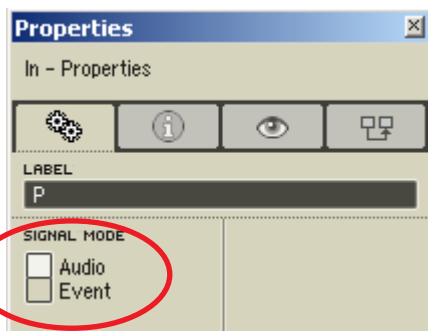 Properties
In – Properties
LABEL
P
SIGNAL MODE
Audio
Event